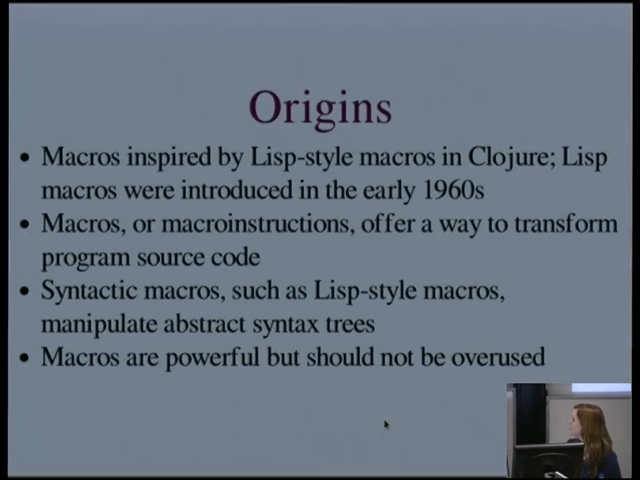 Origins
• Macros inspired by Lisp-style macros in Clojure; Lisp
macros were introduced in the early 1960s
• Macros, or macroinstructions, offer a way to transform
program source code
• Syntactic macros, such as Lisp-style macros,
manipulate abstract syntax trees
• Macros are powerful but should not be overused